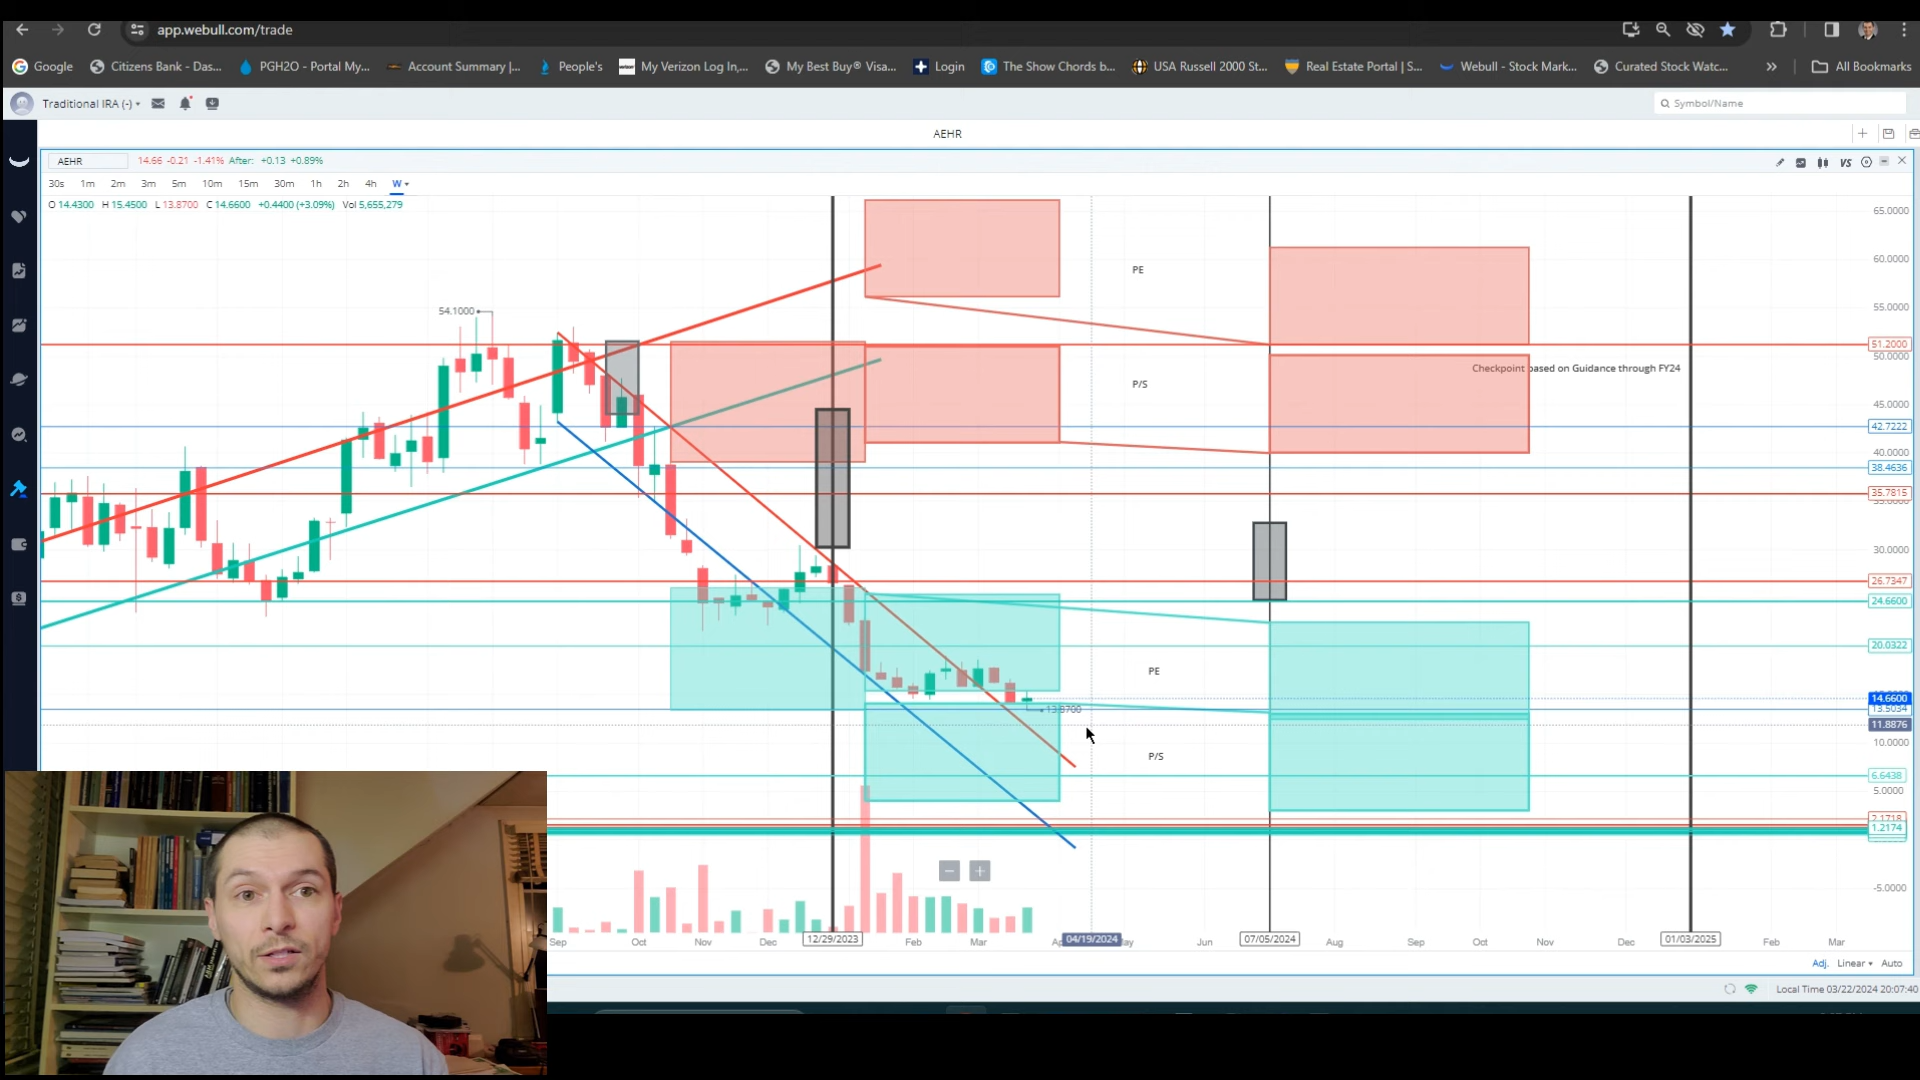 app.webull.com/trade
Google
Citizens Bank - Das...
PGH2O - Portal My...
Account Summary |...
People's
My Verizon Log In,...
My Best Buy® Visa...
Login
The Show Chords b...
USA Russell 2000 St...
Real Estate Portal | S...
Webull - Stock Mark...
Curated Stock Watc...
All Bookmarks
Traditional IRA (-)
Symbol/Name
AEHR
AEHR 14.66 -0.21 -1.41% After: +0.13 +0.89%
VS
30s 1m 2m 3m 5m 10m 15m 30m 1h 2h 4h W
O 14.4300 H 15.4500 L 13.8700 C 14.6600 +0.4400 (+3.09%) Vol 5,655,279
65.0000
PE
60.0000
54.1000
55.0000
51.2000
50.0000
Checkpoint based on Guidance through FY24
P/S
45.0000
42.7222
40.0000
38.4636
35.7815
30.0000
26.7347
24.6600
20.0322
PE
14.6600
13.5034
13.8700
11.8876
10.0000
P/S
6.6438
5.0000
2.1718
1.2174
-5.0000
Sep Oct Nov Dec 12/29/2023 Feb Mar 04/19/2024 Jun 07/05/2024 Aug Sep Oct Nov Dec 01/03/2025 Feb Mar
Adj. Linear Auto
Local Time 03/22/2024 20:07:40